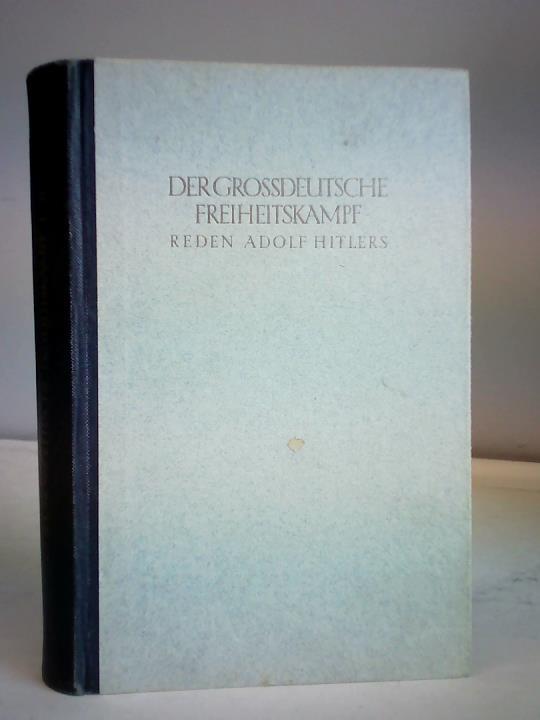 DER GROSSDEUTSCHE
FREIHEITSKAMPF
REDEN ADOLF HITLERS